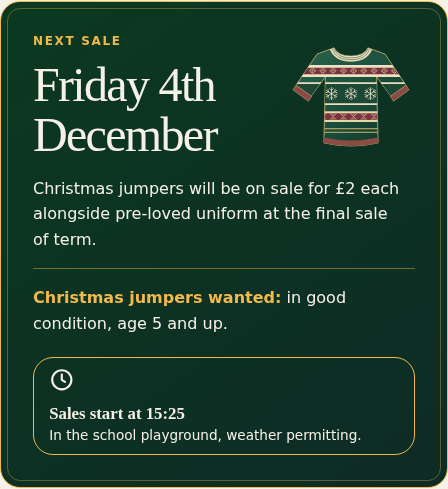 NEXT SALE
Friday 4th
December
Christmas jumpers will be on sale for £2 each
alongside pre-loved uniform at the final sale
of term.
Christmas jumpers wanted: in good
condition, age 5 and up.
Sales start at 15:25
In the school playground, weather permitting.